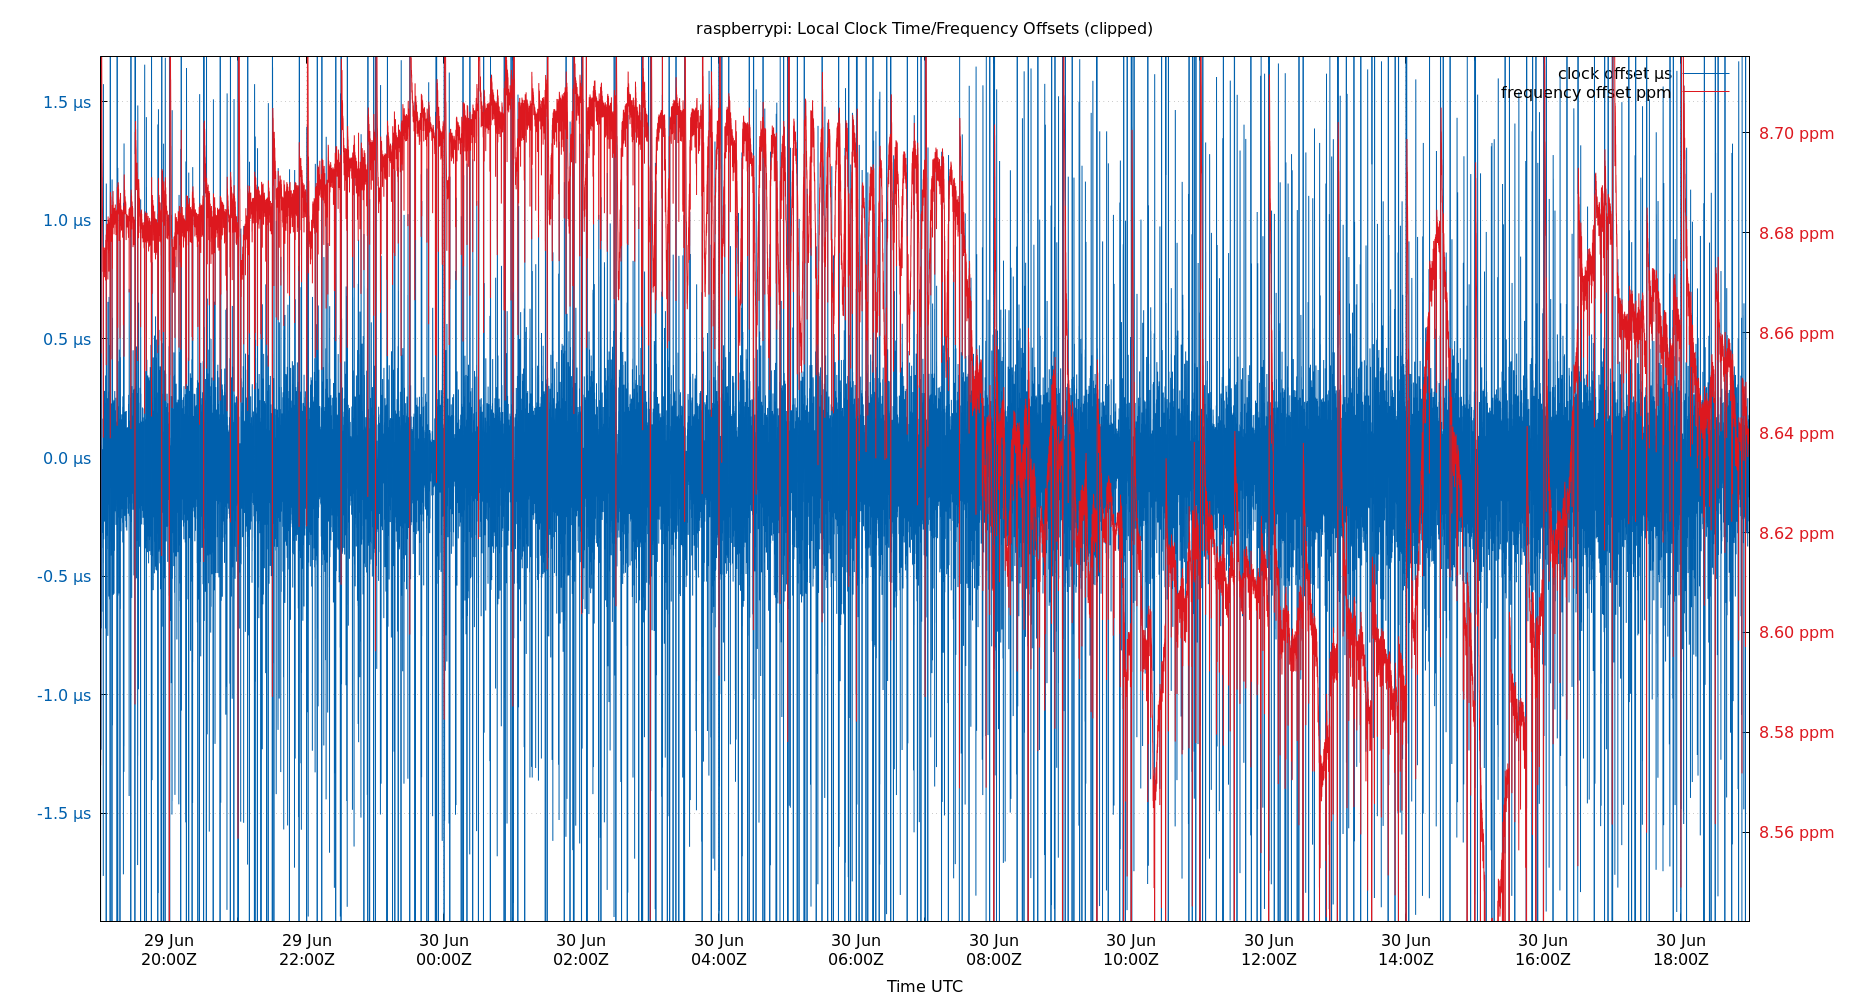 raspberrypi: Local Clock Time/Frequency Offsets (clipped)
clock offset µs
frequency offset ppm
1.5 µs
1.0 µs
0.5 µs
0.0 µs
-0.5 µs
-1.0 µs
-1.5 µs
8.70 ppm
8.68 ppm
8.66 ppm
8.64 ppm
8.62 ppm
8.60 ppm
8.58 ppm
8.56 ppm
29 Jun 29 Jun 30 Jun 30 Jun 30 Jun 30 Jun 30 Jun 30 Jun 30 Jun 30 Jun 30 Jun 30 Jun
20:00Z 22:00Z 00:00Z 02:00Z 04:00Z 06:00Z 08:00Z 10:00Z 12:00Z 14:00Z 16:00Z 18:00Z
Time UTC